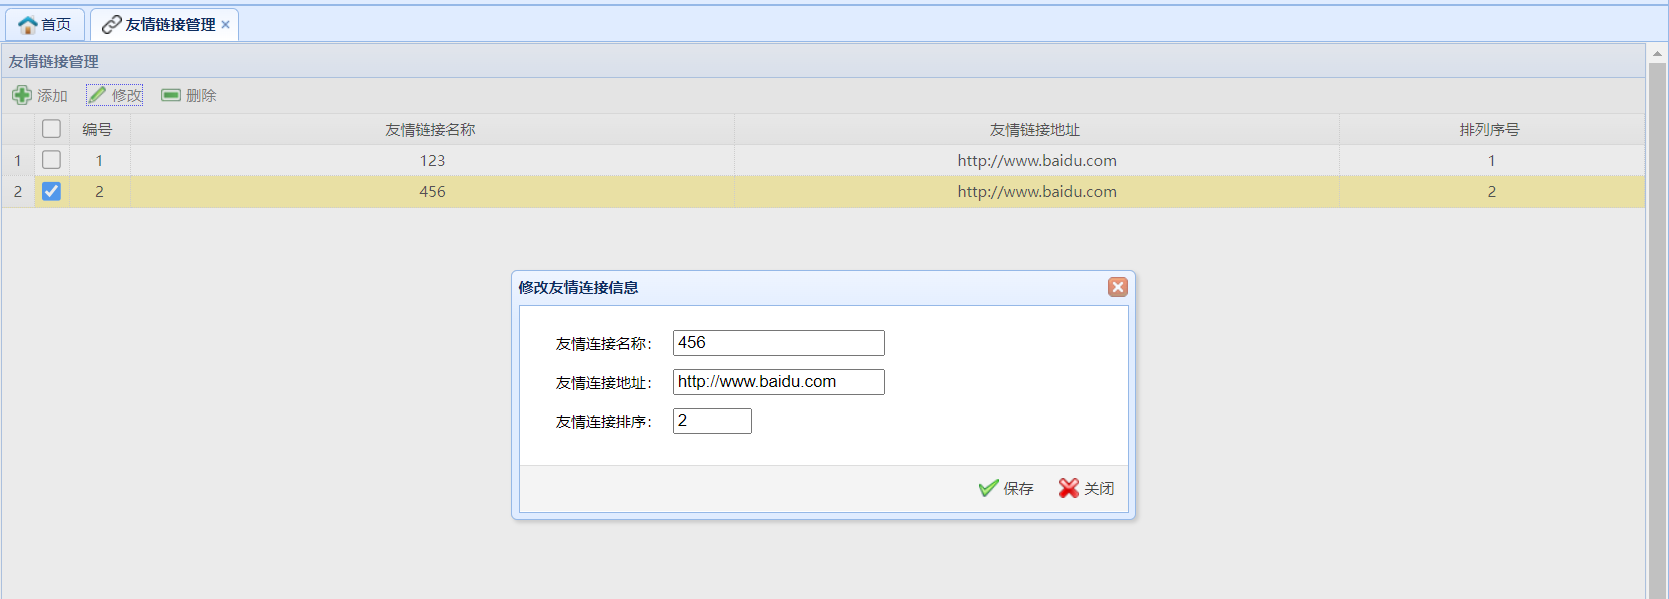 首页 友情链接管理
友情链接管理
添加 修改 删除
编号 友情链接名称 友情链接地址 排列序号
1 1 123 http://www.baidu.com 1
2 2 456 http://www.baidu.com 2
修改友情连接信息
友情连接名称： 456
友情连接地址： http://www.baidu.com
友情连接排序： 2
保存 关闭